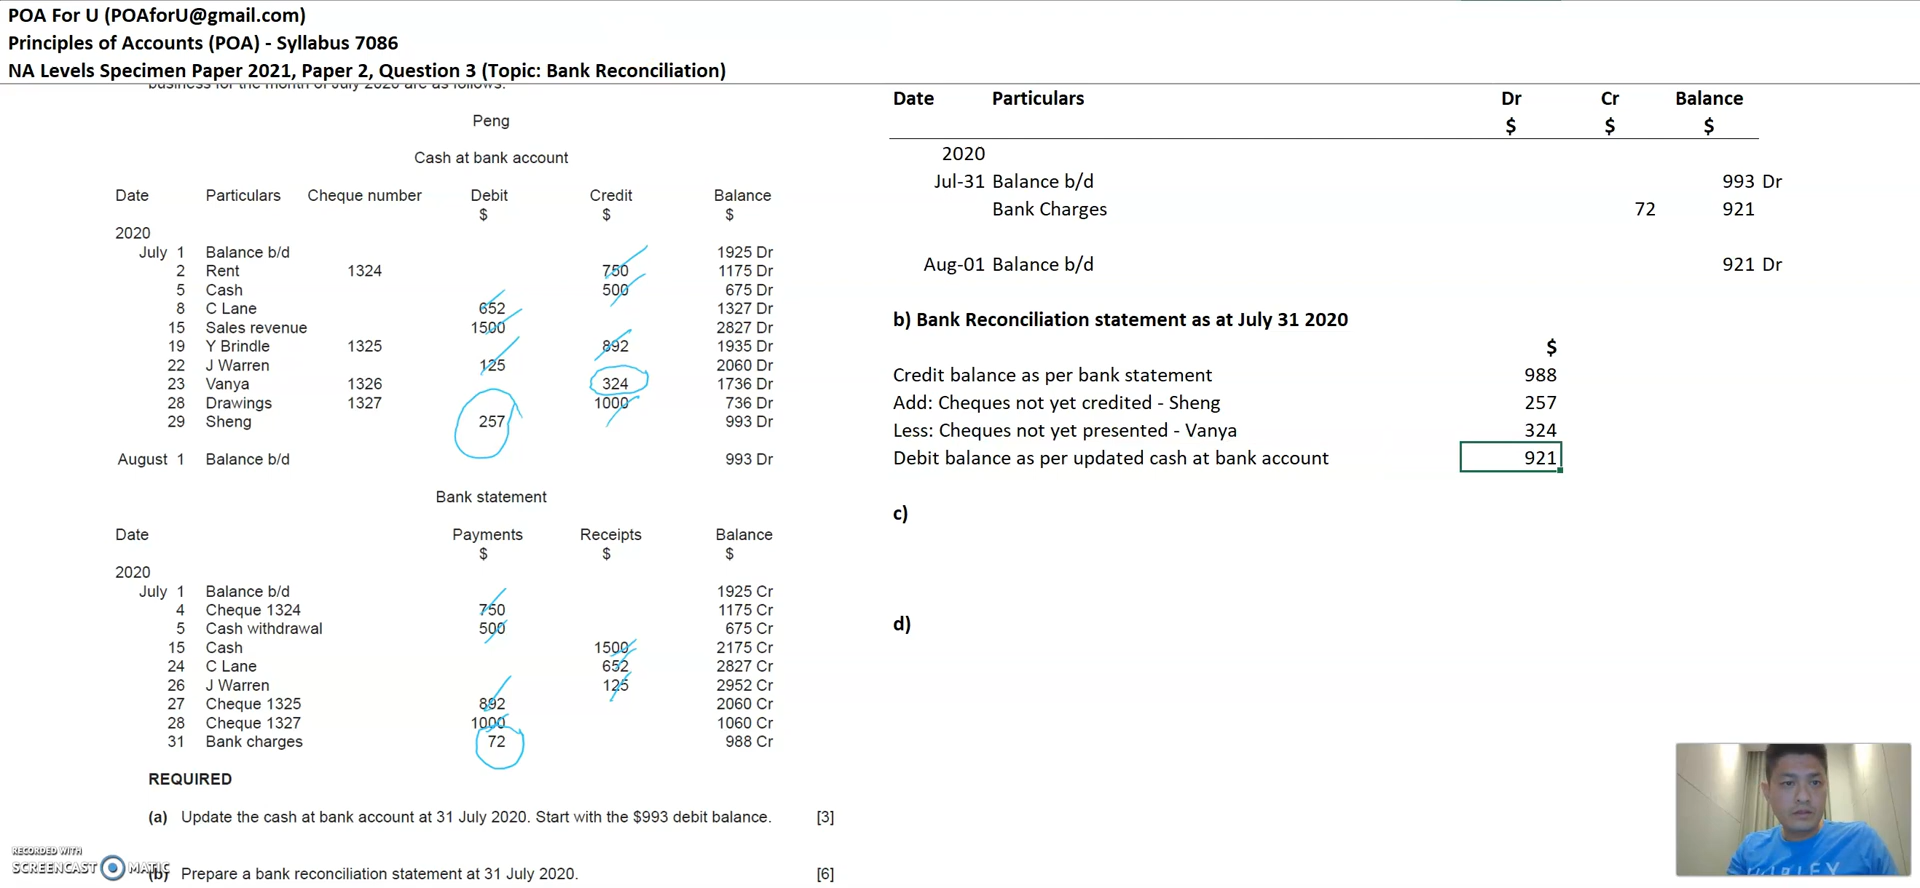 POA For U (POAforU@gmail.com)
Principles of Accounts (POA) - Syllabus 7086
NA Levels Specimen Paper 2021, Paper 2, Question 3 (Topic: Bank Reconciliation)
business for the month of July 2020 are as follows:
Peng
Cash at bank account
Date Particulars Cheque number Debit Credit Balance
$ $ $
2020
July 1 Balance b/d 1925 Dr
2 Rent 1324 750 1175 Dr
5 Cash 500 675 Dr
8 C Lane 652 1327 Dr
15 Sales revenue 1500 2827 Dr
19 Y Brindle 1325 892 1935 Dr
22 J Warren 125 2060 Dr
23 Vanya 1326 324 1736 Dr
28 Drawings 1327 1000 736 Dr
29 Sheng 257 993 Dr
August 1 Balance b/d 993 Dr
Bank statement
Date Payments Receipts Balance
$ $ $
2020
July 1 Balance b/d 1925 Cr
4 Cheque 1324 750 1175 Cr
5 Cash withdrawal 500 675 Cr
15 Cash 1500 2175 Cr
24 C Lane 652 2827 Cr
26 J Warren 125 2952 Cr
27 Cheque 1325 892 2060 Cr
28 Cheque 1327 1000 1060 Cr
31 Bank charges 72 988 Cr
REQUIRED
(a) Update the cash at bank account at 31 July 2020. Start with the $993 debit balance. [3]
(b) Prepare a bank reconciliation statement at 31 July 2020. [6]
RECORDED WITH
SCREENCAST MATIC
Date Particulars Dr Cr Balance
$ $ $
2020
Jul-31 Balance b/d 993 Dr
Bank Charges 72 921
Aug-01 Balance b/d 921 Dr
b) Bank Reconciliation statement as at July 31 2020
$
Credit balance as per bank statement 988
Add: Cheques not yet credited - Sheng 257
Less: Cheques not yet presented - Vanya 324
Debit balance as per updated cash at bank account 921
c)
d)